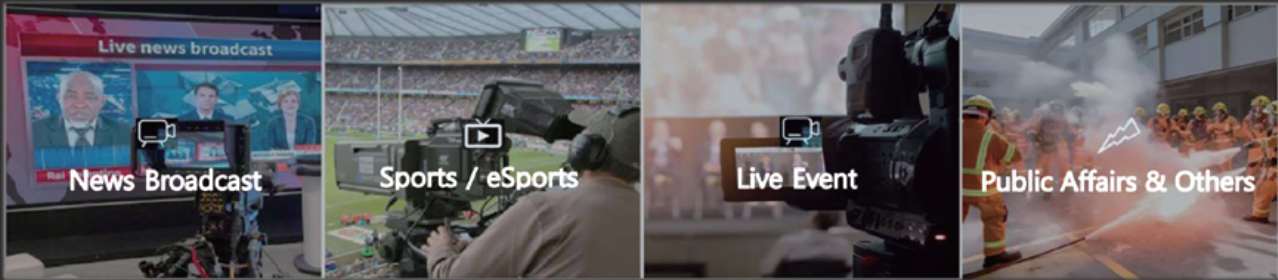 Live news broadcast
News Broadcast
Sports / eSports
Live Event
Public Affairs & Others